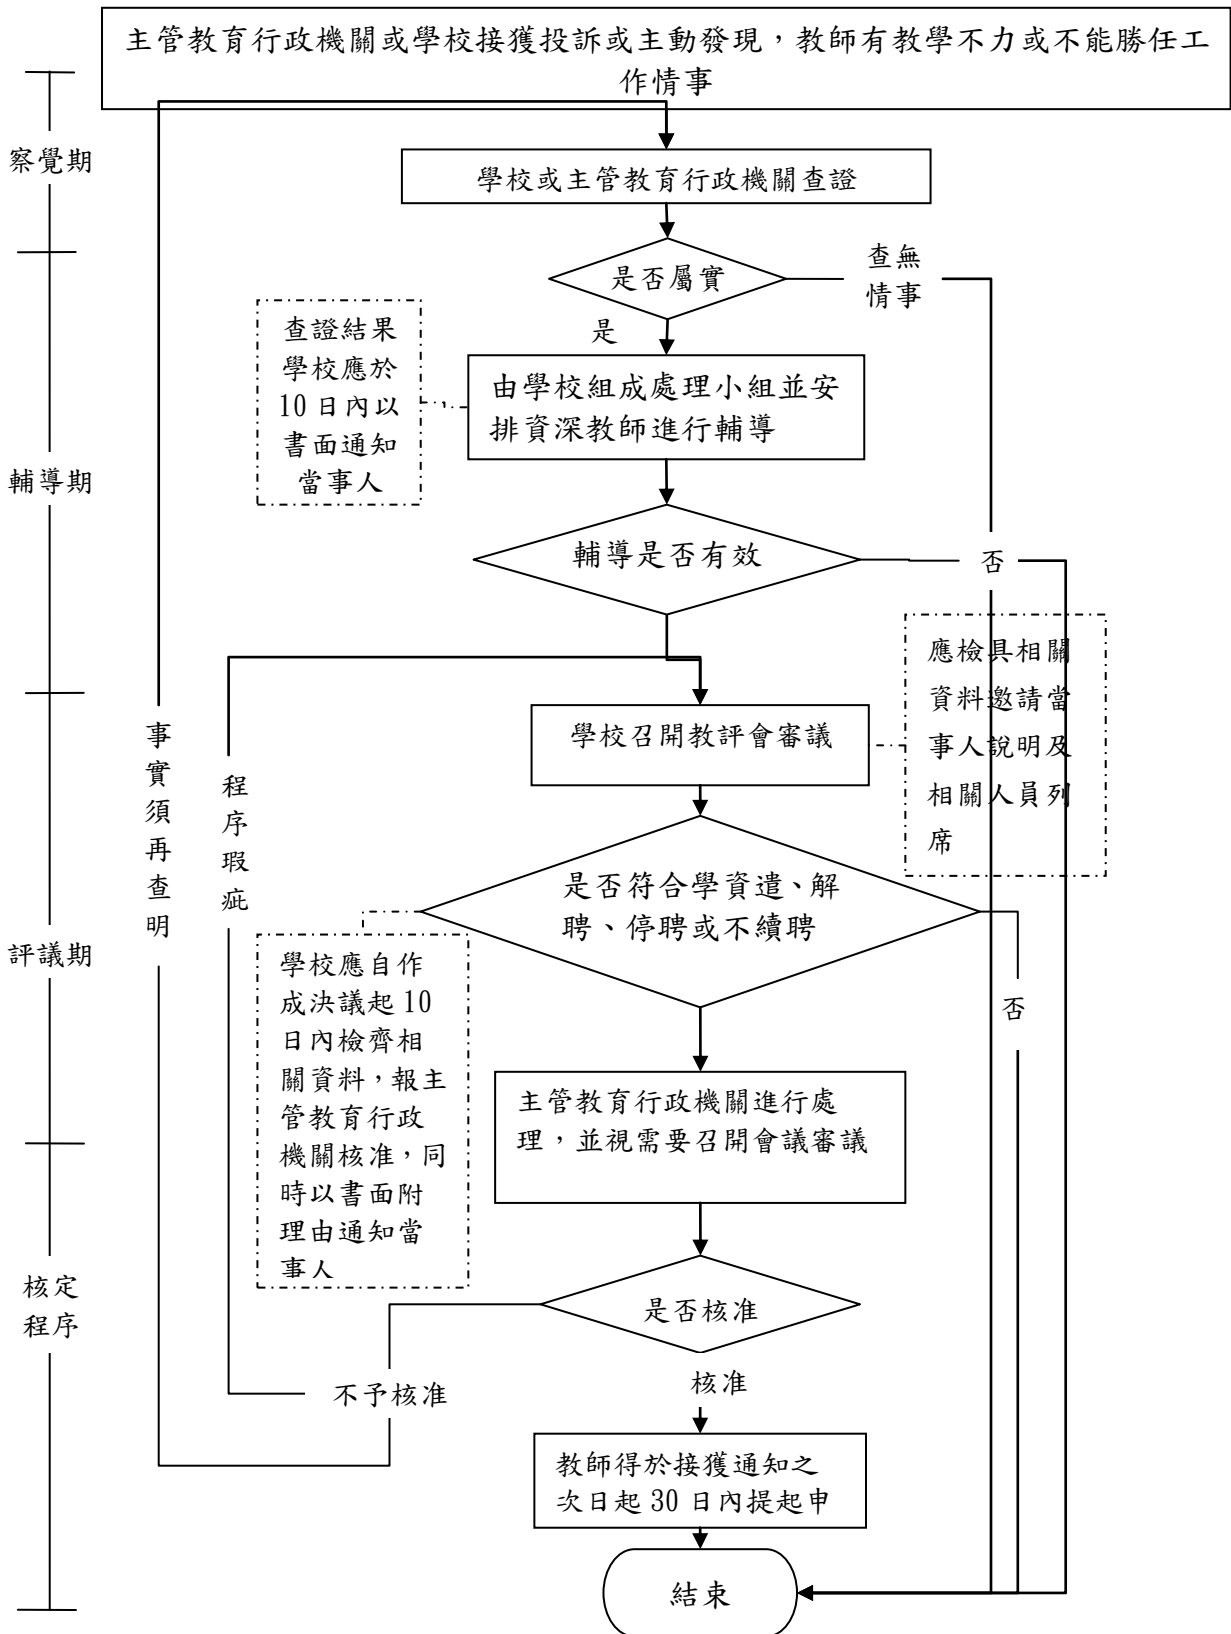 主管教育行政機關或學校接獲投訴或主動發現，教師有教學不力或不能勝任工
作情事
察覺期
學校或主管教育行政機關查證
是否屬實
查無
情事
是
查證結果
學校應於
10日內以
書面通知
當事人
由學校組成處理小組並安
排資深教師進行輔導
輔導期
輔導是否有效
否
應檢具相關
資料邀請當
事人說明及
相關人員列
席
學校召開教評會審議
事實須再查明
程序瑕疵
是否符合學資遣、解
聘、停聘或不續聘
評議期
學校應自作
成決議起10
日內檢齊相
關資料，報主
管教育行政
機關核准，同
時以書面附
理由通知當
事人
否
主管教育行政機關進行處
理，並視需要召開會議審議
核定
程序
是否核准
不予核准
核准
教師得於接獲通知之
次日起30日內提起申
結束